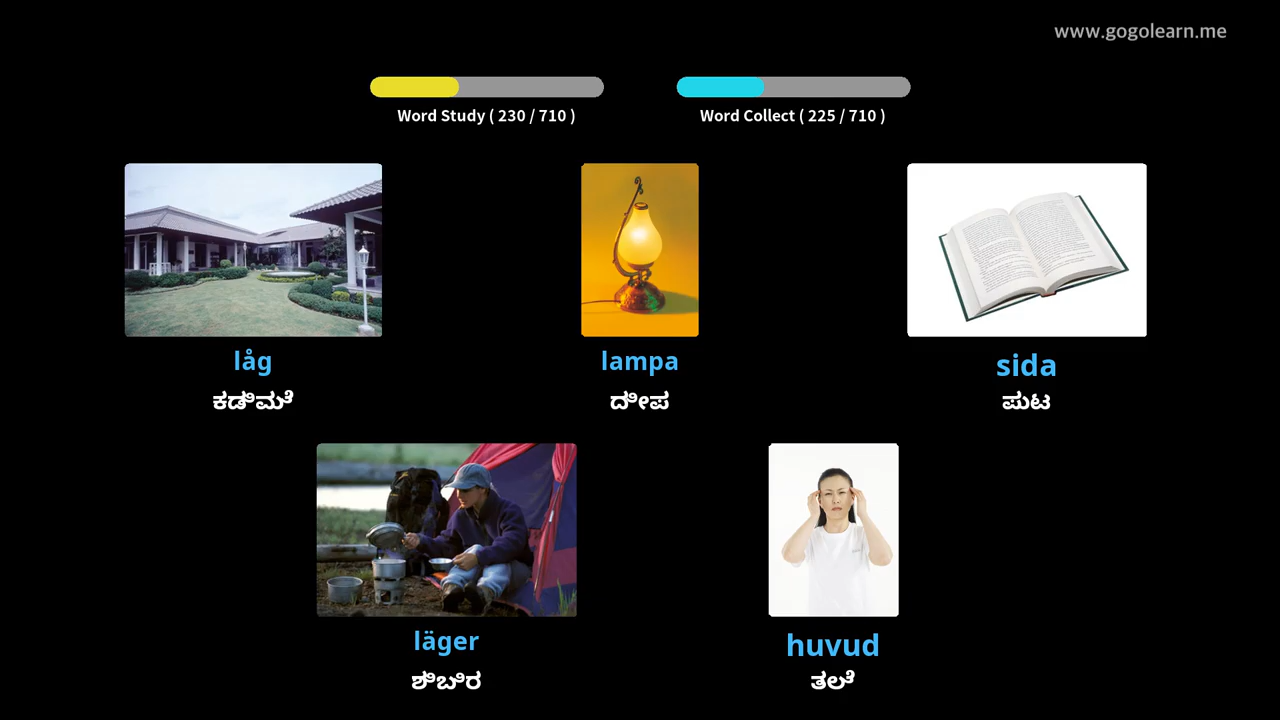 www.gogolearn.me
Word Study ( 230 / 710 )
Word Collect ( 225 / 710 )
låg
lampa
sida
ಕಡಿಮೆ
ದೀಪ
ಪುಟ
läger
huvud
ಶಿಬಿರ
ತಲೆ